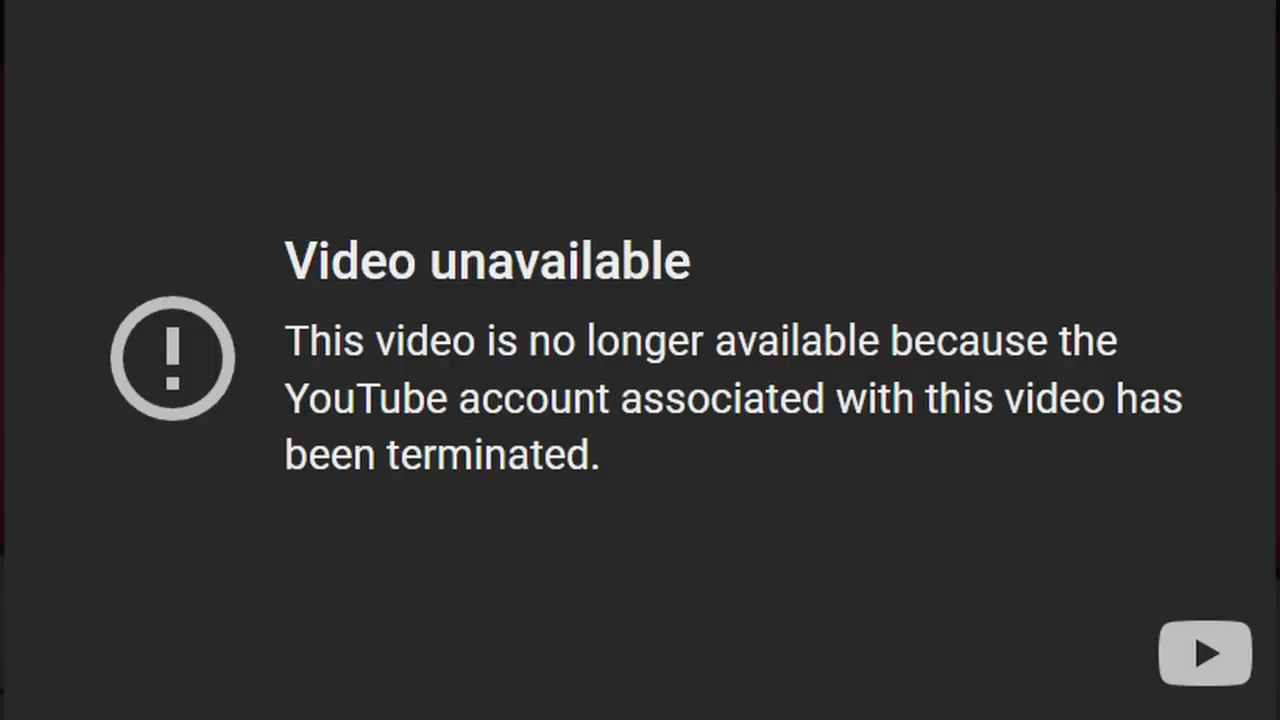 Video unavailable
This video is no longer available because the
YouTube account associated with this video has
been terminated.